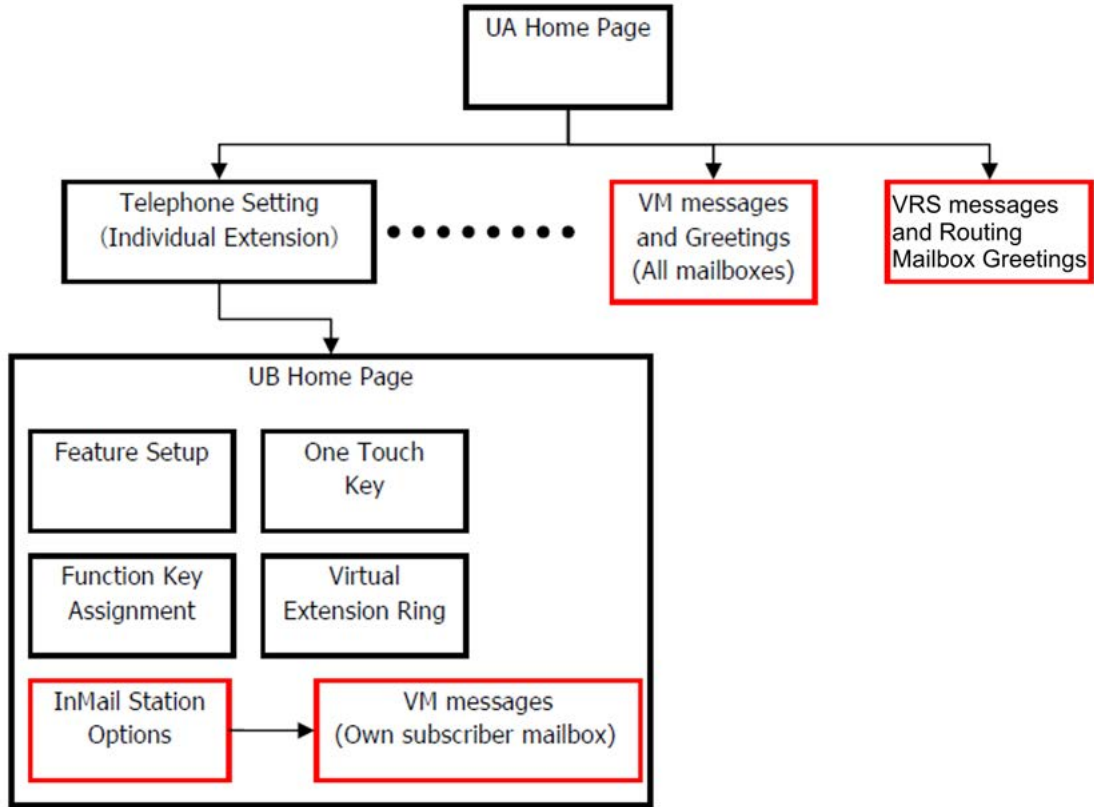 UA Home Page
Telephone Setting
(Individual Extension)
VM messages
and Greetings
(All mailboxes)
VRS messages
and Routing
Mailbox Greetings
UB Home Page
Feature Setup
One Touch
Key
Function Key
Assignment
Virtual
Extension Ring
InMail Station
Options
VM messages
(Own subscriber mailbox)